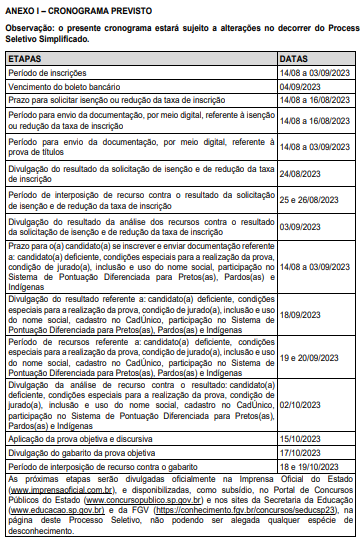 ANEXO I – CRONOGRAMA PREVISTO
Observação: o presente cronograma estará sujeito a alterações no decorrer do Process
Seletivo Simplificado.
ETAPAS DATAS
Período de inscrições 14/08 a 03/09/2023
Vencimento do boleto bancário 04/09/2023
Prazo para solicitar isenção ou redução da taxa de inscrição 14/08 a 16/08/2023
Período para envio da documentação, por meio digital, referente à isenção
ou redução da taxa de inscrição 14/08 a 16/08/2023
Período para envio da documentação, por meio digital, referente à
prova de títulos 14/08 a 03/09/2023
Divulgação do resultado da solicitação de isenção e de redução da taxa
de inscrição 24/08/2023
Período de interposição de recurso contra o resultado da solicitação
de isenção e de redução da taxa de inscrição 25 e 26/08/2023
Divulgação do resultado da análise dos recursos contra o resultado
da solicitação de isenção e de redução da taxa de inscrição 03/09/2023
Prazo para o(a) candidato(a) se inscrever e enviar documentação referente
a: candidato(a) deficiente, condições especiais para a realização da prova,
condição de jurado(a), inclusão e uso do nome social, participação no
Sistema de Pontuação Diferenciada para Pretos(as), Pardos(as) e
Indígenas 14/08 a 03/09/2023
Divulgação do resultado referente a: candidato(a) deficiente, condições
especiais para a realização da prova, condição de jurado(a), inclusão e uso
do nome social, cadastro no CadÚnico, participação no Sistema de
Pontuação Diferenciada para Pretos(as), Pardos(as) e Indígenas 18/09/2023
Período de recursos referente a: candidato(a) deficiente, condições
especiais para a realização da prova, condição de jurado(a), inclusão e uso
do nome social, cadastro no CadÚnico, participação no Sistema de
Pontuação Diferenciada para Pretos(as), Pardos(as) e Indígenas 19 e 20/09/2023
Divulgação da análise de recurso contra o resultado: candidato(a)
deficiente, condições especiais para a realização da prova, condição de
jurado(a), inclusão e uso do nome social, cadastro no CadÚnico,
participação no Sistema de Pontuação Diferenciada para Pretos(as),
Pardos(as) e Indígenas 02/10/2023
Aplicação da prova objetiva e discursiva 15/10/2023
Divulgação do gabarito da prova objetiva 17/10/2023
Período de interposição de recurso contra o gabarito 18 e 19/10/2023
As próximas etapas serão divulgadas oficialmente na Imprensa Oficial do Estado
(www.imprensaoficial.com.br), e disponibilizadas, como subsídio, no Portal de Concursos
Públicos do Estado (www.concursopublico.sp.gov.br) e nos sites da Secretaria da Educação
(www.educacao.sp.gov.br) e da FGV (https://conhecimento.fgv.br/concursos/seducsp23), na
página deste Processo Seletivo, não podendo ser alegada qualquer espécie de
desconhecimento.